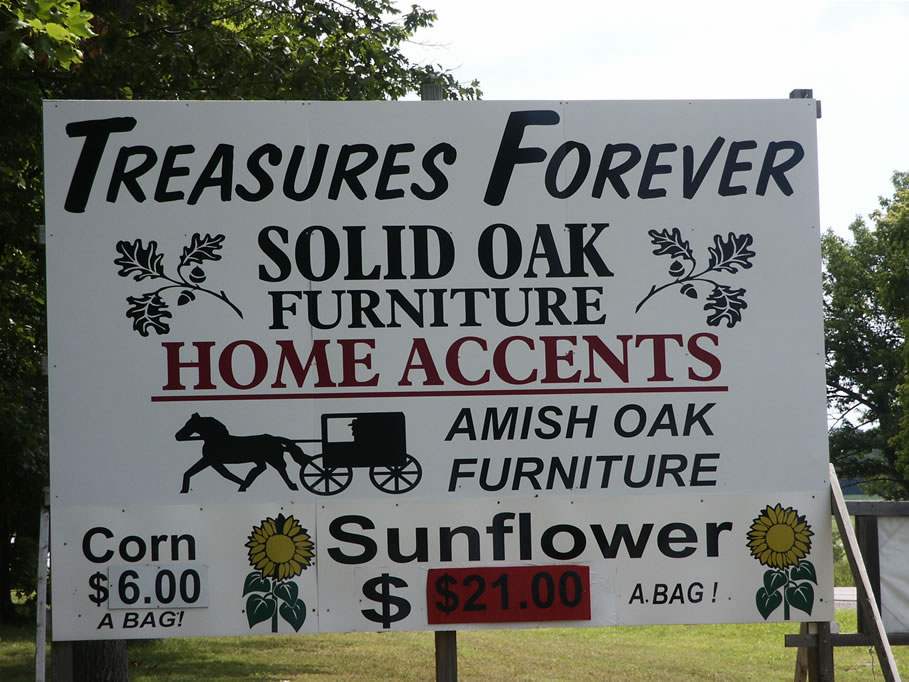 TREASURES FOREVER
SOLID OAK
FURNITURE
HOME ACCENTS
AMISH OAK
FURNITURE
Corn
$6.00
A BAG!
Sunflower
$ $21.00 A.BAG!